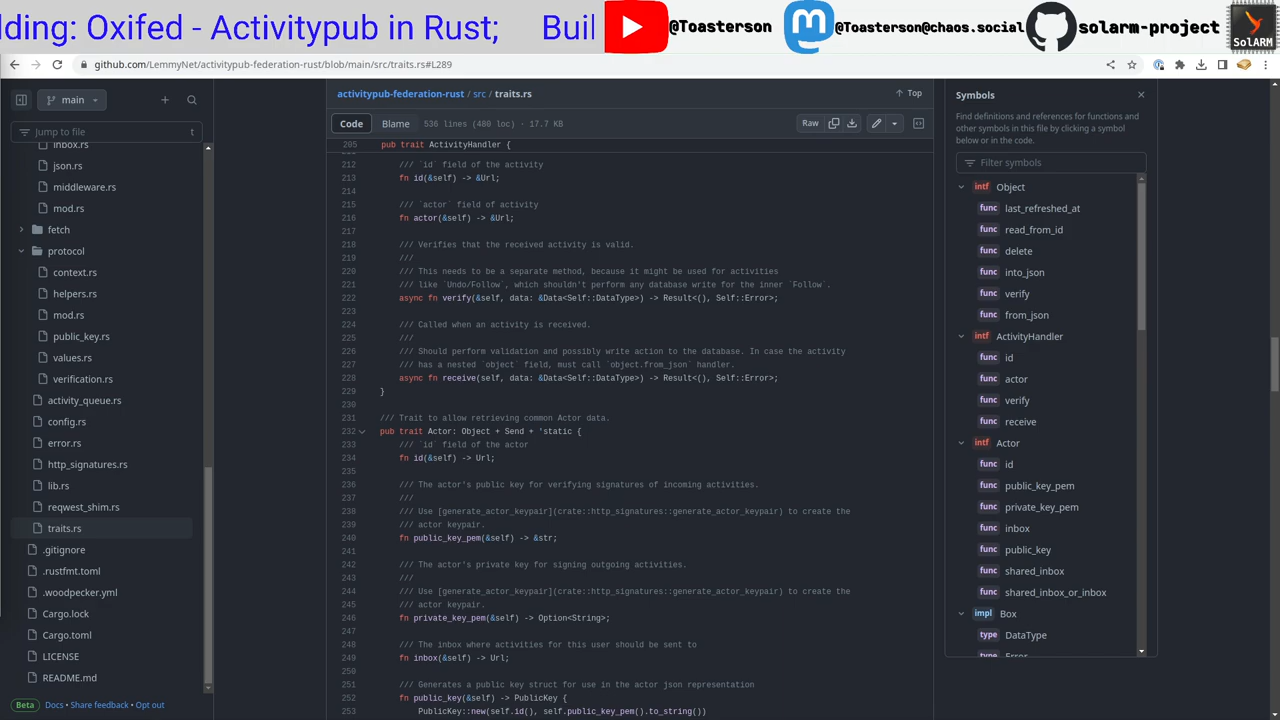 lding: Oxifed - Activitypub in Rust;     Buil
@Toasterson
@Toasterson@chaos.social
solarm-project
SolARM
github.com/LemmyNet/activitypub-federation-rust/blob/main/src/traits.rs#L289
main
Jump to file
t
inbox.rs
json.rs
middleware.rs
mod.rs
fetch
protocol
context.rs
helpers.rs
mod.rs
public_key.rs
values.rs
verification.rs
activity_queue.rs
config.rs
error.rs
http_signatures.rs
lib.rs
reqwest_shim.rs
traits.rs
.gitignore
.rustfmt.toml
.woodpecker.yml
Cargo.lock
Cargo.toml
LICENSE
README.md
Beta Docs • Share feedback • Opt out
activitypub-federation-rust / src / traits.rs
Top
Code Blame 536 lines (480 loc) · 17.7 KB
Raw
205 pub trait ActivityHandler {
212 /// `id` field of the activity
213 fn id(&self) -> &Url;
214
215 /// `actor` field of activity
216 fn actor(&self) -> &Url;
217
218 /// Verifies that the received activity is valid.
219 ///
220 /// This needs to be a separate method, because it might be used for activities
221 /// like `Undo/Follow`, which shouldn't perform any database write for the inner `Follow`.
222 async fn verify(&self, data: &Data<Self::DataType>) -> Result<(), Self::Error>;
223
224 /// Called when an activity is received.
225 ///
226 /// Should perform validation and possibly write action to the database. In case the activity
227 /// has a nested `object` field, must call `object.from_json` handler.
228 async fn receive(self, data: &Data<Self::DataType>) -> Result<(), Self::Error>;
229 }
230
231 /// Trait to allow retrieving common Actor data.
232 pub trait Actor: Object + Send + 'static {
233 /// `id` field of the actor
234 fn id(&self) -> Url;
235
236 /// The actor's public key for verifying signatures of incoming activities.
237 ///
238 /// Use [generate_actor_keypair](crate::http_signatures::generate_actor_keypair) to create the
239 /// actor keypair.
240 fn public_key_pem(&self) -> &str;
241
242 /// The actor's private key for signing outgoing activities.
243 ///
244 /// Use [generate_actor_keypair](crate::http_signatures::generate_actor_keypair) to create the
245 /// actor keypair.
246 fn private_key_pem(&self) -> Option<String>;
247
248 /// The inbox where activities for this user should be sent to
249 fn inbox(&self) -> Url;
250
251 /// Generates a public key struct for use in the actor json representation
252 fn public_key(&self) -> PublicKey {
253 PublicKey::new(self.id(), self.public_key_pem().to_string())
Symbols
Find definitions and references for functions and
other symbols in this file by clicking a symbol
below or in the code.
Filter symbols
intf Object
func last_refreshed_at
func read_from_id
func delete
func into_json
func verify
func from_json
intf ActivityHandler
func id
func actor
func verify
func receive
intf Actor
func id
func public_key_pem
func private_key_pem
func inbox
func public_key
func shared_inbox
func shared_inbox_or_inbox
impl Box
type DataType
type Error